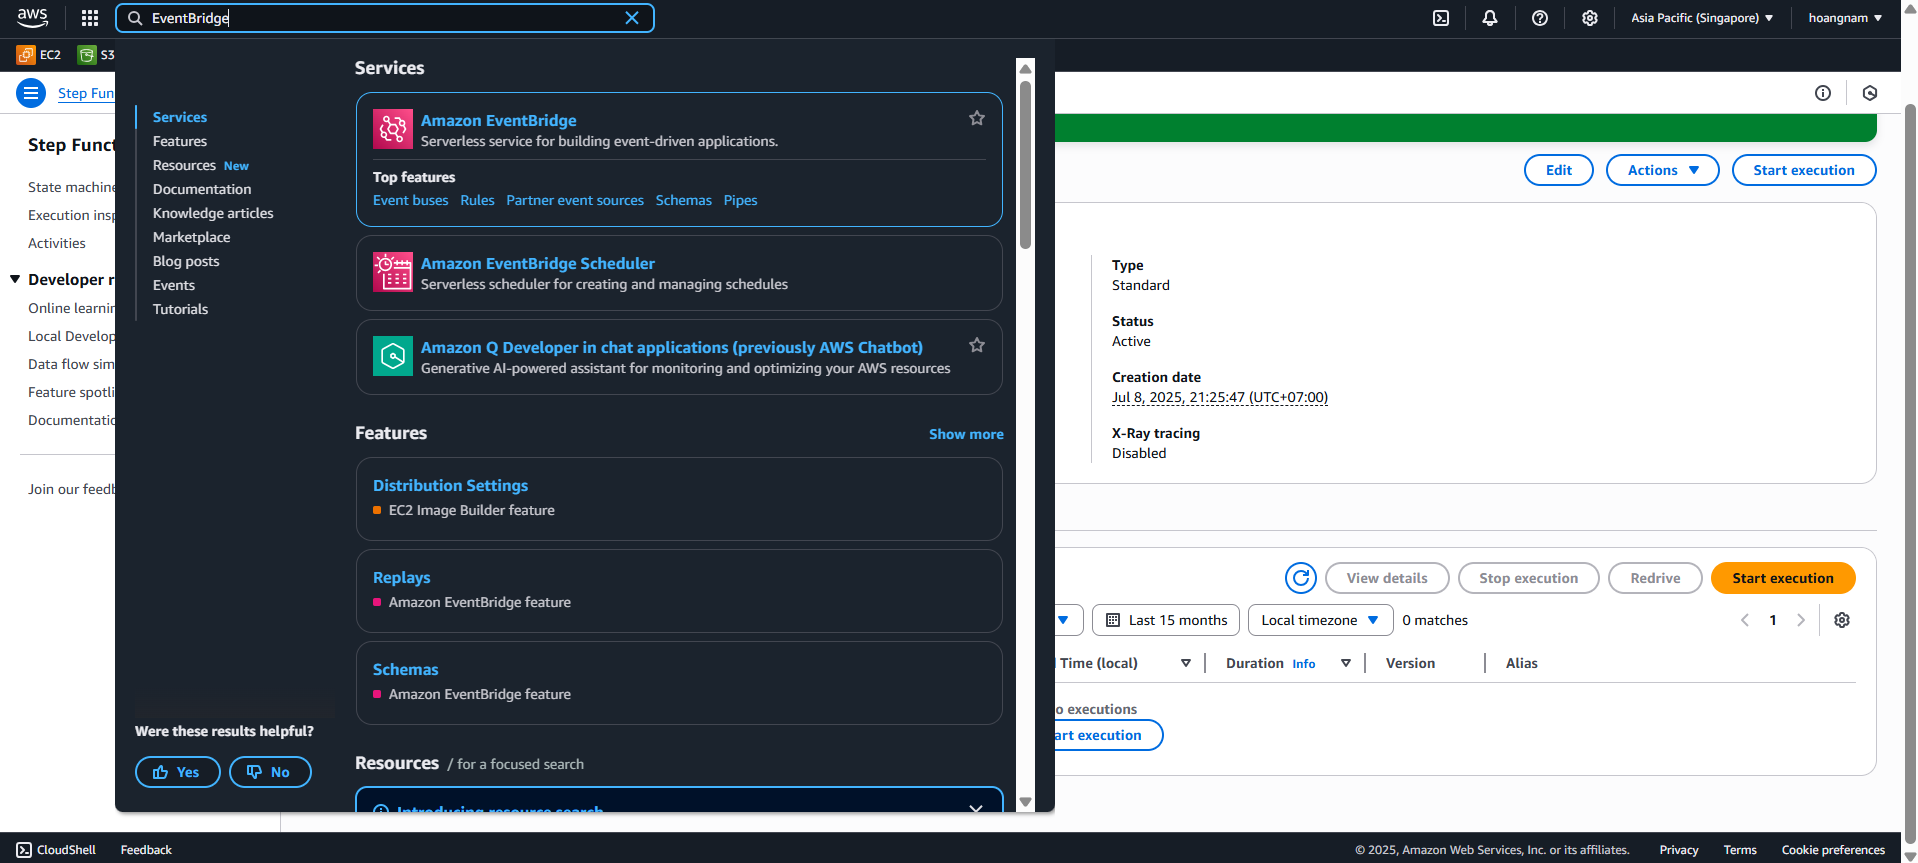 aws
EventBridge
Asia Pacific (Singapore)
hoangnam
EC2
S3
Step Fun
Step Funct
State machine
Execution insp
Activities
Developer r
Online learnin
Local Develop
Data flow sim
Feature spotli
Documentatio
Join our feedb
Services
Features
Resources New
Documentation
Knowledge articles
Marketplace
Blog posts
Events
Tutorials
Were these results helpful?
Yes
No
Services
Amazon EventBridge
Serverless service for building event-driven applications.
Top features
Event buses Rules Partner event sources Schemas Pipes
Amazon EventBridge Scheduler
Serverless scheduler for creating and managing schedules
Amazon Q Developer in chat applications (previously AWS Chatbot)
Generative AI-powered assistant for monitoring and optimizing your AWS resources
Features
Show more
Distribution Settings
EC2 Image Builder feature
Replays
Amazon EventBridge feature
Schemas
Amazon EventBridge feature
Resources / for a focused search
Introducing resource search
Edit
Actions
Start execution
Type
Standard
Status
Active
Creation date
Jul 8, 2025, 21:25:47 (UTC+07:00)
X-Ray tracing
Disabled
View details
Stop execution
Redrive
Start execution
Last 15 months
Local timezone
0 matches
1
Time (local)
Duration Info
Version
Alias
o executions
art execution
CloudShell
Feedback
© 2025, Amazon Web Services, Inc. or its affiliates.
Privacy
Terms
Cookie preferences